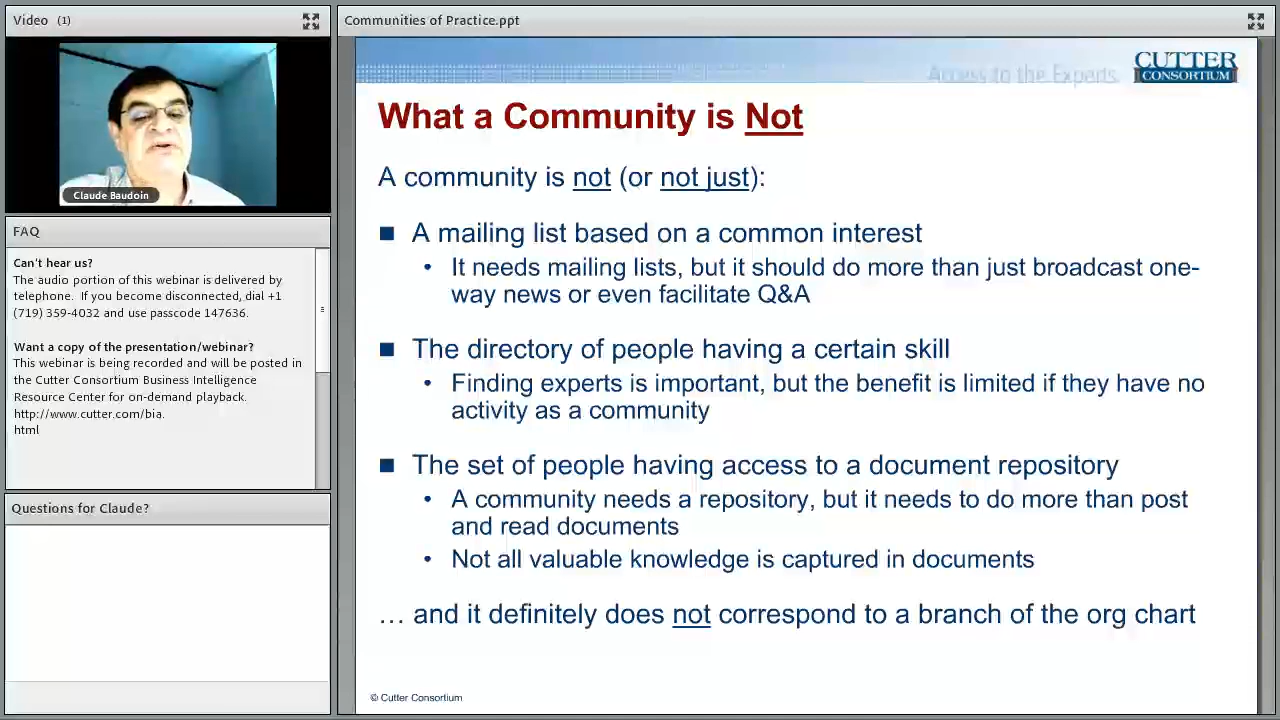 Video (1)
Claude Baudoin
FAQ
Can't hear us?
The audio portion of this webinar is delivered by
telephone. If you become disconnected, dial +1
(719) 359-4032 and use passcode 147636.
Want a copy of the presentation/webinar?
This webinar is being recorded and will be posted in
the Cutter Consortium Business Intelligence
Resource Center for on-demand playback.
http://www.cutter.com/bia.
html
Questions for Claude?
Communities of Practice.ppt
Access to the Experts
CUTTER
CONSORTIUM
What a Community is Not
A community is not (or not just):
■ A mailing list based on a common interest
• It needs mailing lists, but it should do more than just broadcast one-
way news or even facilitate Q&A
■ The directory of people having a certain skill
• Finding experts is important, but the benefit is limited if they have no
activity as a community
■ The set of people having access to a document repository
• A community needs a repository, but it needs to do more than post
and read documents
• Not all valuable knowledge is captured in documents
… and it definitely does not correspond to a branch of the org chart
© Cutter Consortium